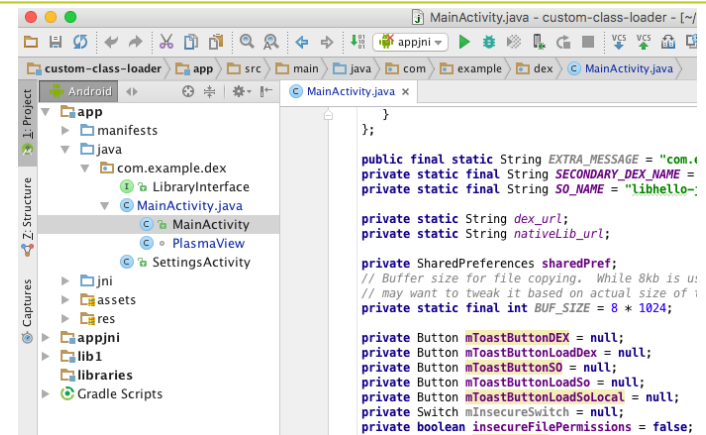 MainActivity.java - custom-class-loader - [~/
appjni
VCS VCS
custom-class-loader app src main java com example dex MainActivity.java
1: Project
Z: Structure
Captures
Android
app
manifests
java
com.example.dex
LibraryInterface
MainActivity.java
MainActivity
PlasmaView
SettingsActivity
jni
assets
res
appjni
lib1
libraries
Gradle Scripts
MainActivity.java ×
}
};
public final static String EXTRA_MESSAGE = "com.e
private static final String SECONDARY_DEX_NAME =
private static final String SO_NAME = "libhello-j
private static String dex_url;
private static String nativeLib_url;
private SharedPreferences sharedPref;
// Buffer size for file copying. While 8kb is us
// may want to tweak it based on actual size of t
private static final int BUF_SIZE = 8 * 1024;
private Button mToastButtonDEX = null;
private Button mToastButtonLoadDex = null;
private Button mToastButtonSO = null;
private Button mToastButtonLoadSo = null;
private Button mToastButtonLoadSoLocal = null;
private Switch mInsecureSwitch = null;
private boolean insecureFilePermissions = false;